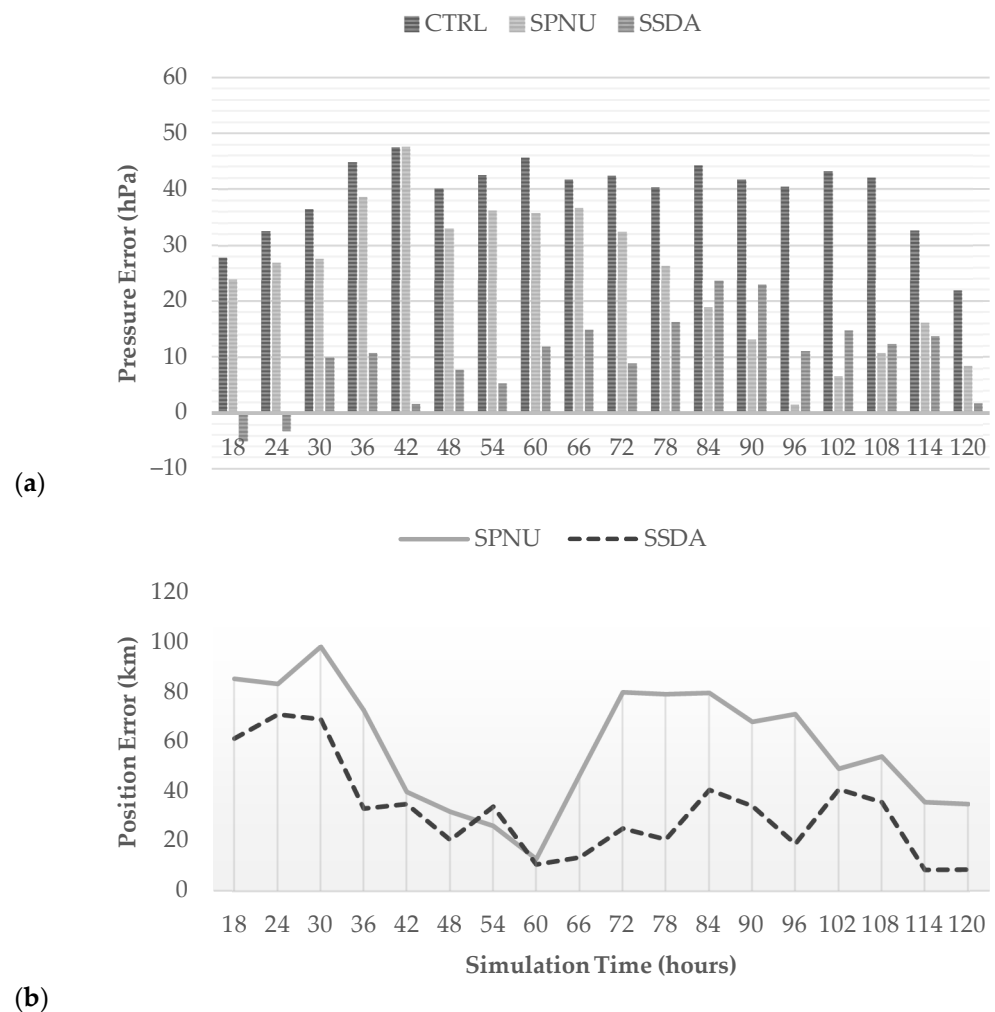 CTRL SPNU SSDA
60
50
40
30
20
10
0
–10
Pressure Error (hPa)
18 24 30 36 42 48 54 60 66 72 78 84 90 96 102 108 114 120
(a)
SPNU SSDA
120
100
80
60
40
20
0
Position Error (km)
18 24 30 36 42 48 54 60 66 72 78 84 90 96 102 108 114 120
Simulation Time (hours)
(b)